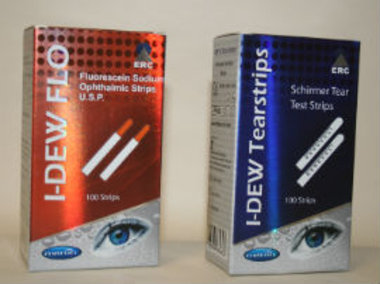 I-DEW FLO
ERC
Fluorescein Sodium
Ophthalmic Strips
U.S.P.
100 Strips
I-DEW Tearstrips
ERC
Schirmer Tear
Test Strips
100 Strips